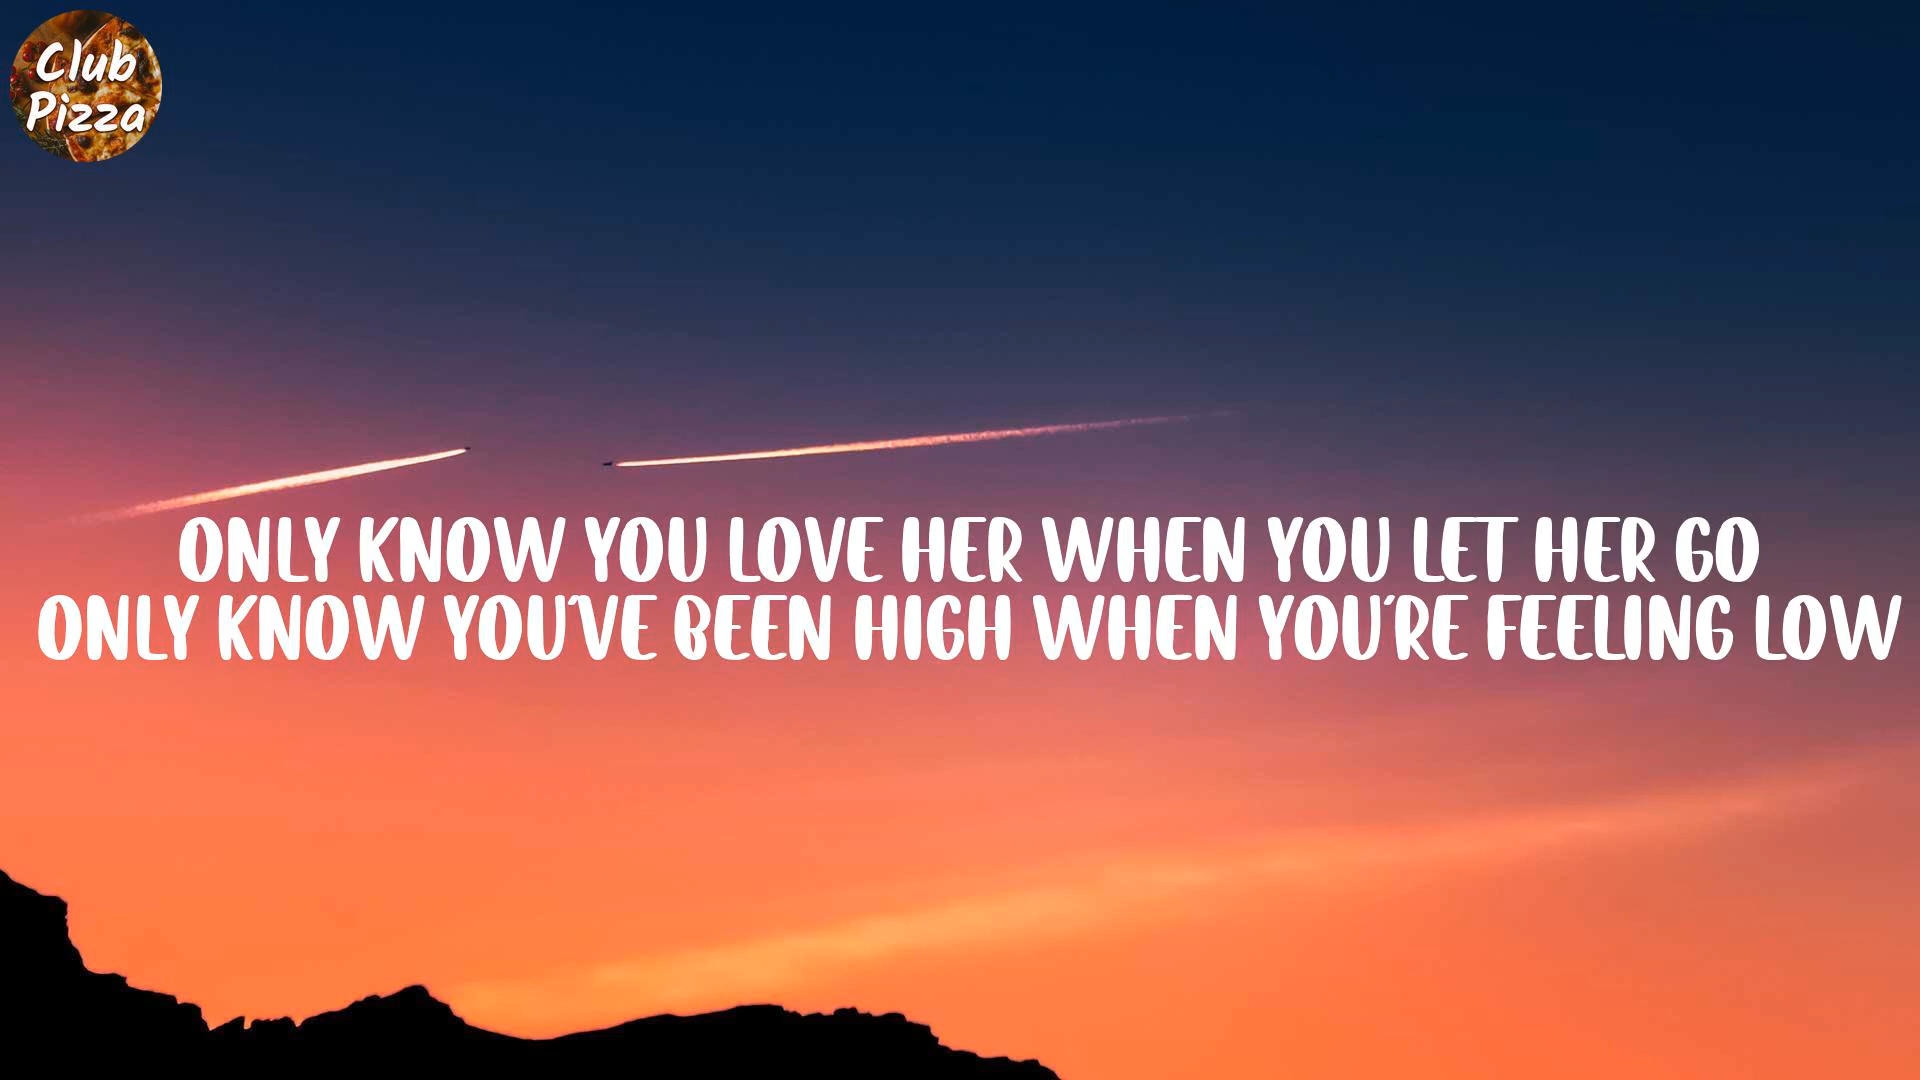 Club
Pizza
ONLY KNOW YOU LOVE HER WHEN YOU LET HER GO
ONLY KNOW YOU'VE BEEN HIGH WHEN YOU'RE FEELING LOW